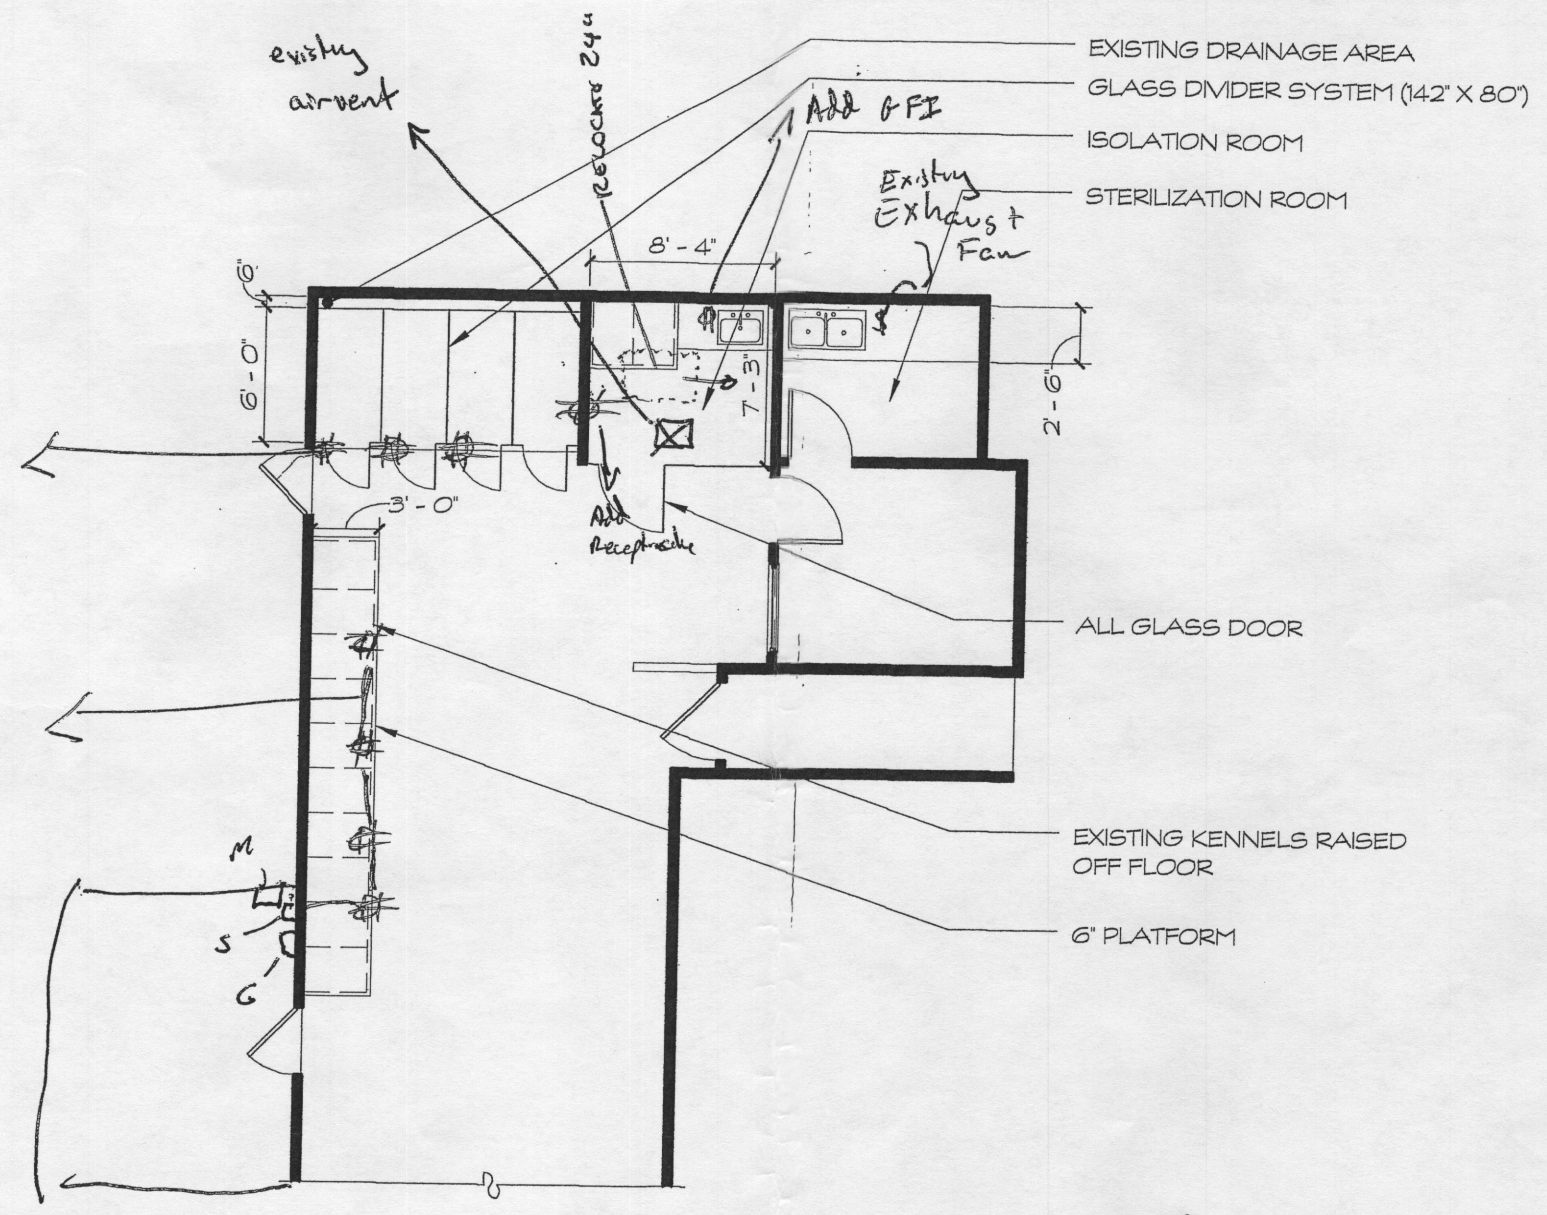 existing
airvent
RELOCATE 24"
EXISTING DRAINAGE AREA
GLASS DIVIDER SYSTEM (142" X 80")
Add GFI
ISOLATION ROOM
Existing
Exhaust
Fan
STERILIZATION ROOM
8' - 4"
6"
6' - 0"
7 - 3"
2' - 6"
3' - 0"
Add
Receptacle
ALL GLASS DOOR
EXISTING KENNELS RAISED
OFF FLOOR
M
S
G
6" PLATFORM